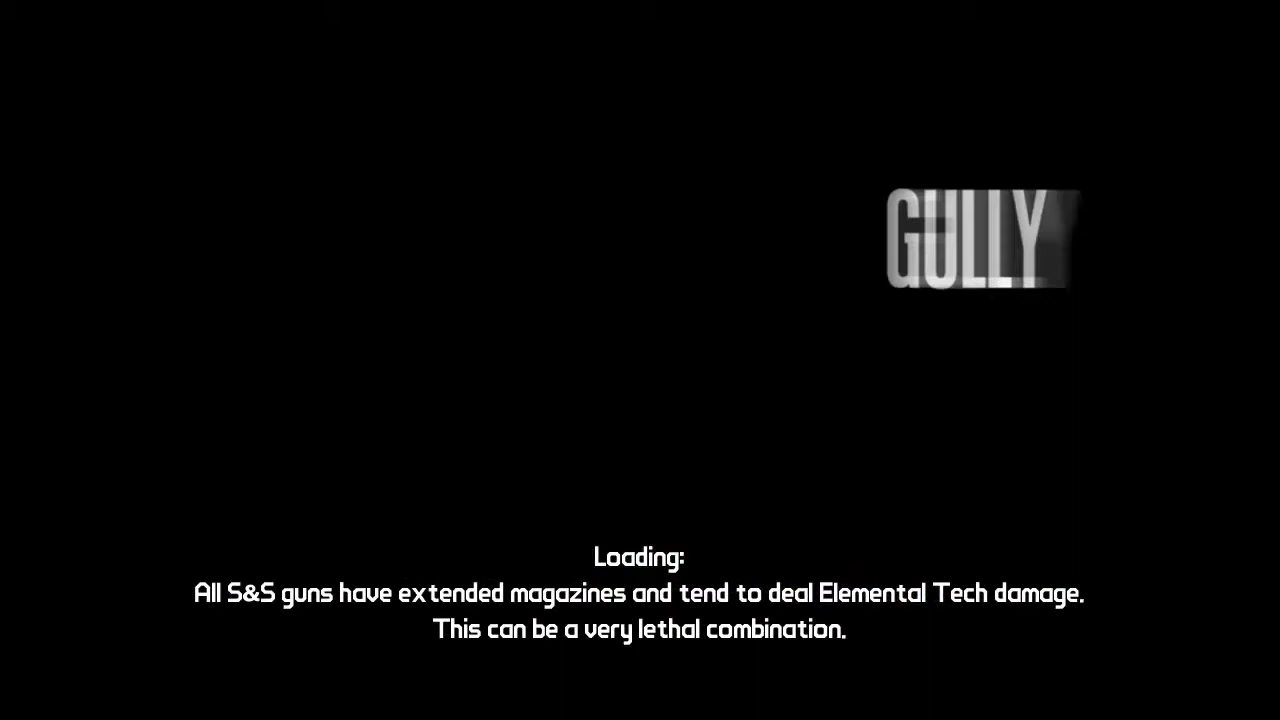 GULLY
Loading:
All S&S guns have extended magazines and tend to deal Elemental Tech damage.
This can be a very lethal combination.